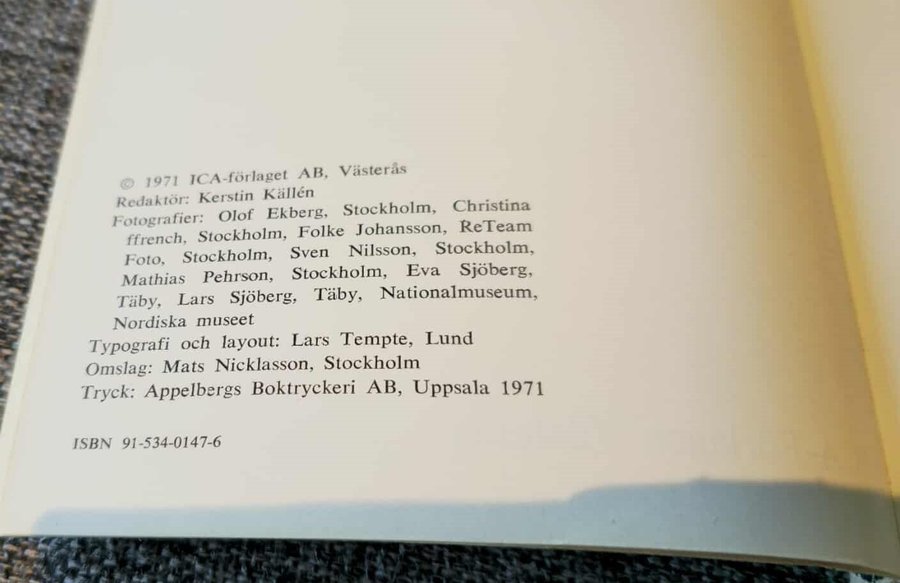 © 1971 ICA-förlaget AB, Västerås
Redaktör: Kerstin Källén
Fotografier: Olof Ekberg, Stockholm, Christina
ffrench, Stockholm, Folke Johansson, ReTeam
Foto, Stockholm, Sven Nilsson, Stockholm,
Mathias Pehrson, Stockholm, Eva Sjöberg,
Täby, Lars Sjöberg, Täby, Nationalmuseum,
Nordiska museet
Typografi och layout: Lars Tempte, Lund
Omslag: Mats Nicklasson, Stockholm
Tryck: Appelbergs Boktryckeri AB, Uppsala 1971
ISBN 91-534-0147-6